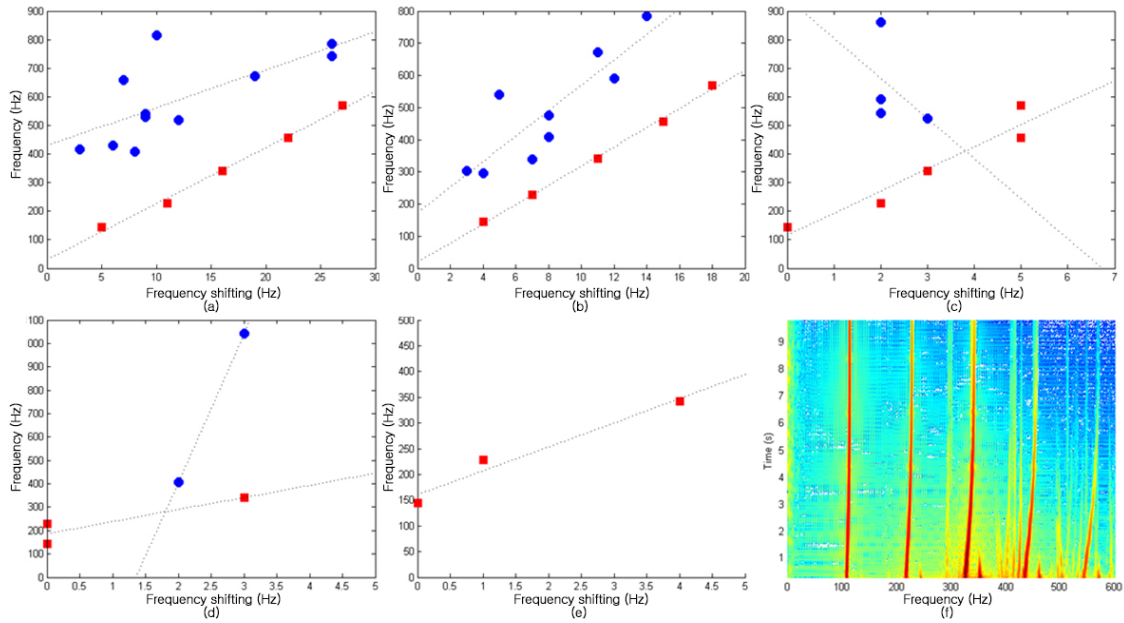 900
800
700
600
500
400
300
200
100
0
Frequency (Hz)
0 5 10 15 20 25 30
Frequency shifting (Hz)
(a)
800
700
600
500
400
300
200
100
0
Frequency (Hz)
0 2 4 6 8 10 12 14 16 18 20
Frequency shifting (Hz)
(b)
900
800
700
600
500
400
300
200
100
0
Frequency (Hz)
0 1 2 3 4 5 6 7
Frequency shifting (Hz)
(c)
100
000
900
800
700
600
500
400
300
200
100
0
Frequency (Hz)
0 0.5 1 1.5 2 2.5 3 3.5 4 4.5 5
Frequency shifting (Hz)
(d)
500
450
400
350
300
250
200
150
100
50
0
Frequency (Hz)
0 0.5 1 1.5 2 2.5 3 3.5 4 4.5 5
Frequency shifting (Hz)
(e)
9
8
7
6
5
4
3
2
1
Time (s)
0 100 200 300 400 500 600
Frequency (Hz)
(f)